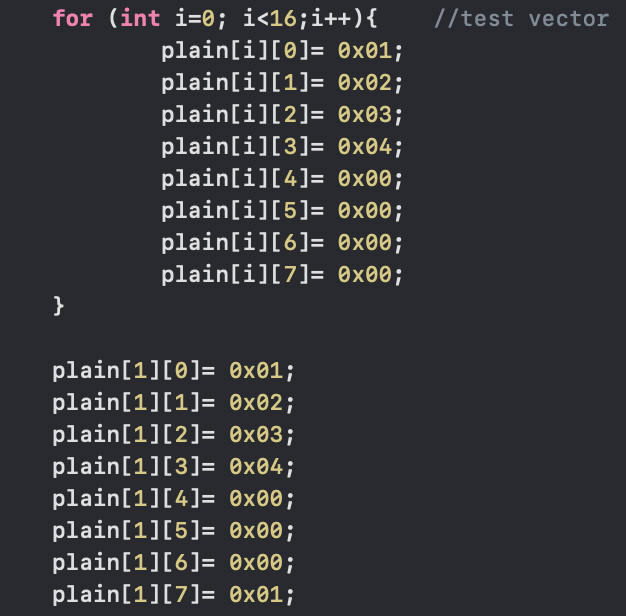 for (int i=0; i<16;i++){    //test vector
        plain[i][0]= 0x01;
        plain[i][1]= 0x02;
        plain[i][2]= 0x03;
        plain[i][3]= 0x04;
        plain[i][4]= 0x00;
        plain[i][5]= 0x00;
        plain[i][6]= 0x00;
        plain[i][7]= 0x00;
}

plain[1][0]= 0x01;
plain[1][1]= 0x02;
plain[1][2]= 0x03;
plain[1][3]= 0x04;
plain[1][4]= 0x00;
plain[1][5]= 0x00;
plain[1][6]= 0x00;
plain[1][7]= 0x01;